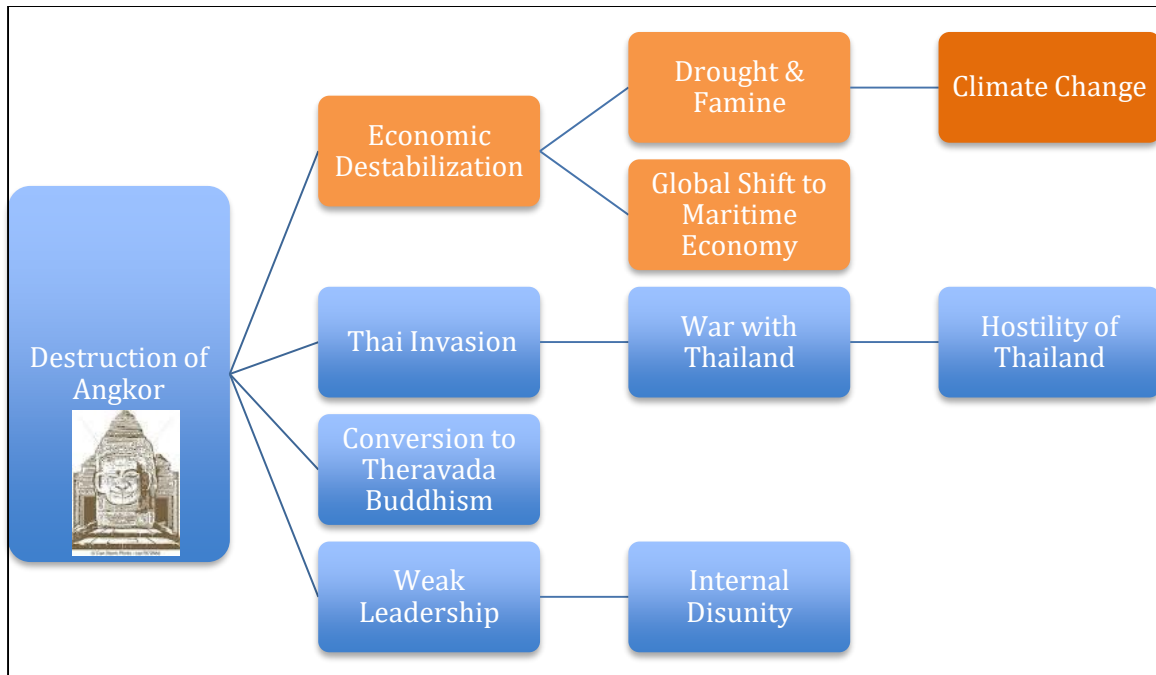 Drought &
Famine
Climate Change
Economic
Destabilization
Global Shift to
Maritime
Economy
Destruction of
Angkor
Thai Invasion
War with
Thailand
Hostility of
Thailand
Conversion to
Theravada
Buddhism
Weak
Leadership
Internal
Disunity